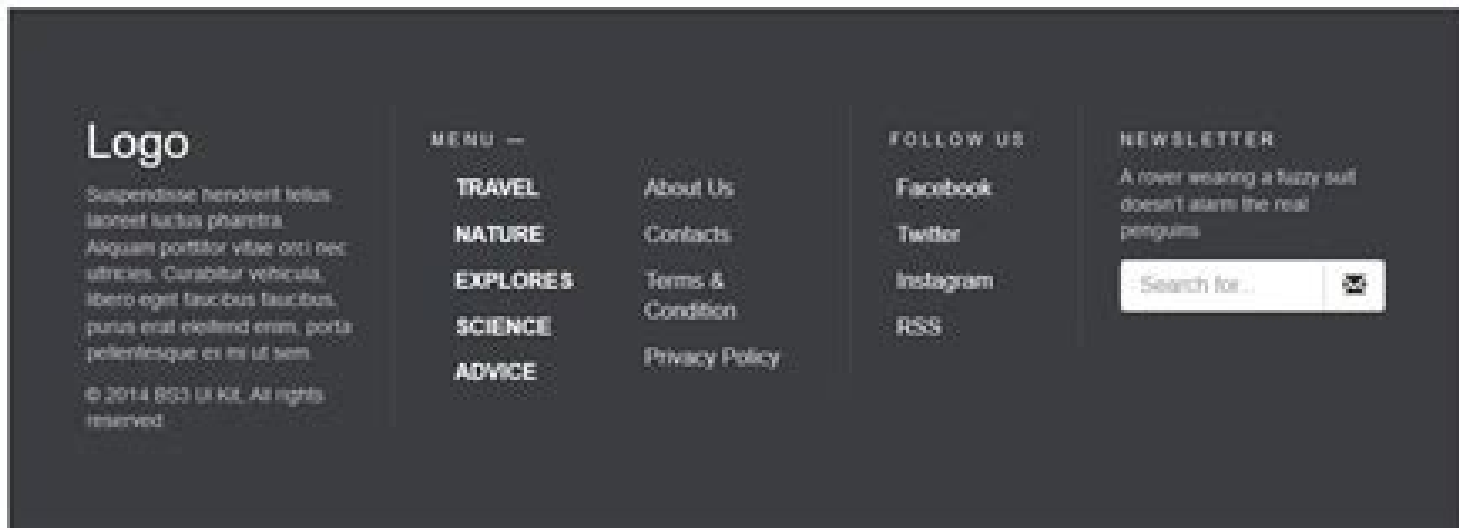 Logo
Suspendisse hendrerit tellus
laoreet luctus pharetra.
Aliquam porttitor vitae orci nec
ultricies. Curabitur vehicula,
libero eget faucibus faucibus,
purus erat eleifend enim, porta
pellentesque ex mi ut sem.
© 2014 BS3 UI Kit, All rights
reserved
MENU —
TRAVEL
NATURE
EXPLORES
SCIENCE
ADVICE
About Us
Contacts
Terms &
Condition
Privacy Policy
FOLLOW US
Facebook
Twitter
Instagram
RSS
NEWSLETTER
A rover wearing a fuzzy suit
doesn't alarm the real
penguins
Search for...